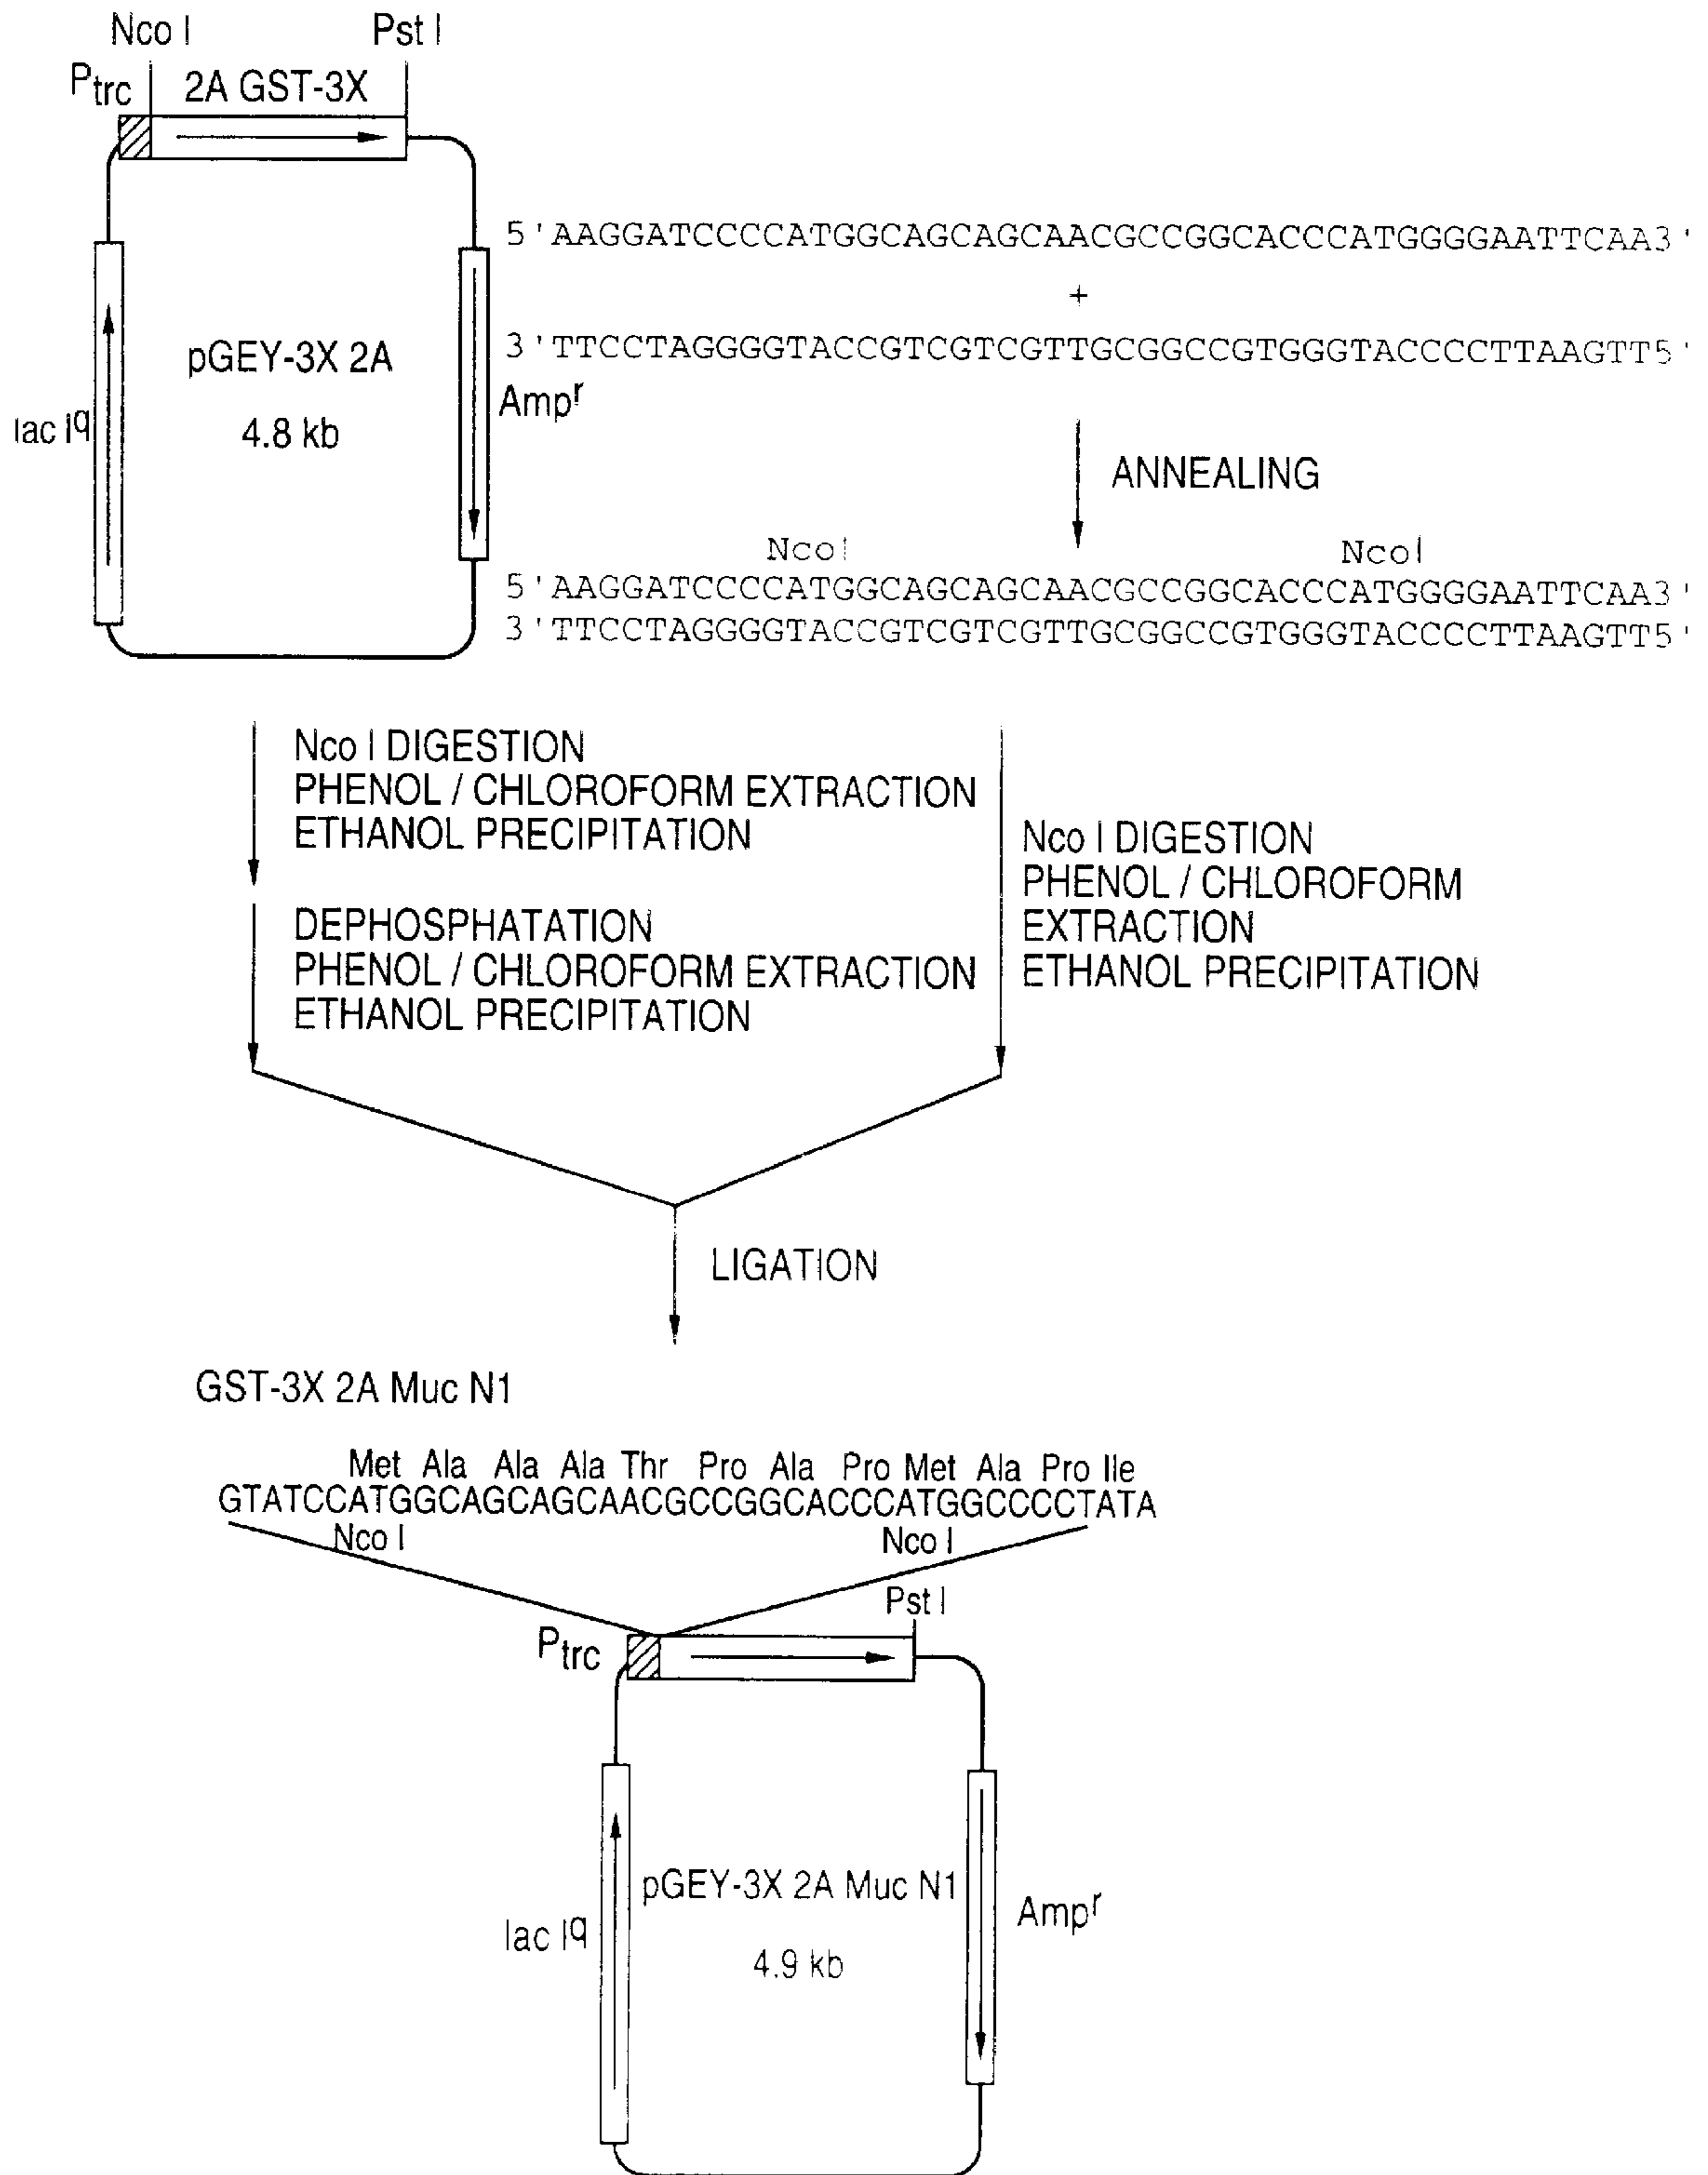 Nco I
Pst I
Ptrc
2A GST-3X
5'AAGGATCCCCATGGCAGCAGCAACGCCGGCACCCATGGGGAATTCAA3'
+
3'TTCCTAGGGGTACCGTCGTCGTTGCGGCCGTGGGTACCCCTTAAGTT5'
pGEY-3X 2A
4.8 kb
lac Iq
Ampr
ANNEALING
NcoI
NcoI
5'AAGGATCCCCATGGCAGCAGCAACGCCGGCACCCATGGGGAATTCAA3'
3'TTCCTAGGGGTACCGTCGTCGTTGCGGCCGTGGGTACCCCTTAAGTT5'
Nco I DIGESTION
PHENOL / CHLOROFORM EXTRACTION
ETHANOL PRECIPITATION
DEPHOSPHATATION
PHENOL / CHLOROFORM EXTRACTION
ETHANOL PRECIPITATION
Nco I DIGESTION
PHENOL / CHLOROFORM
EXTRACTION
ETHANOL PRECIPITATION
LIGATION
GST-3X 2A Muc N1
Met Ala Ala Ala Thr Pro Ala Pro Met Ala Pro Ile
GTATCCATGGCAGCAGCAACGCCGGCACCCATGGCCCCTATA
Nco I
Nco I
Pst I
Ptrc
pGEY-3X 2A Muc N1
4.9 kb
lac Iq
Ampr